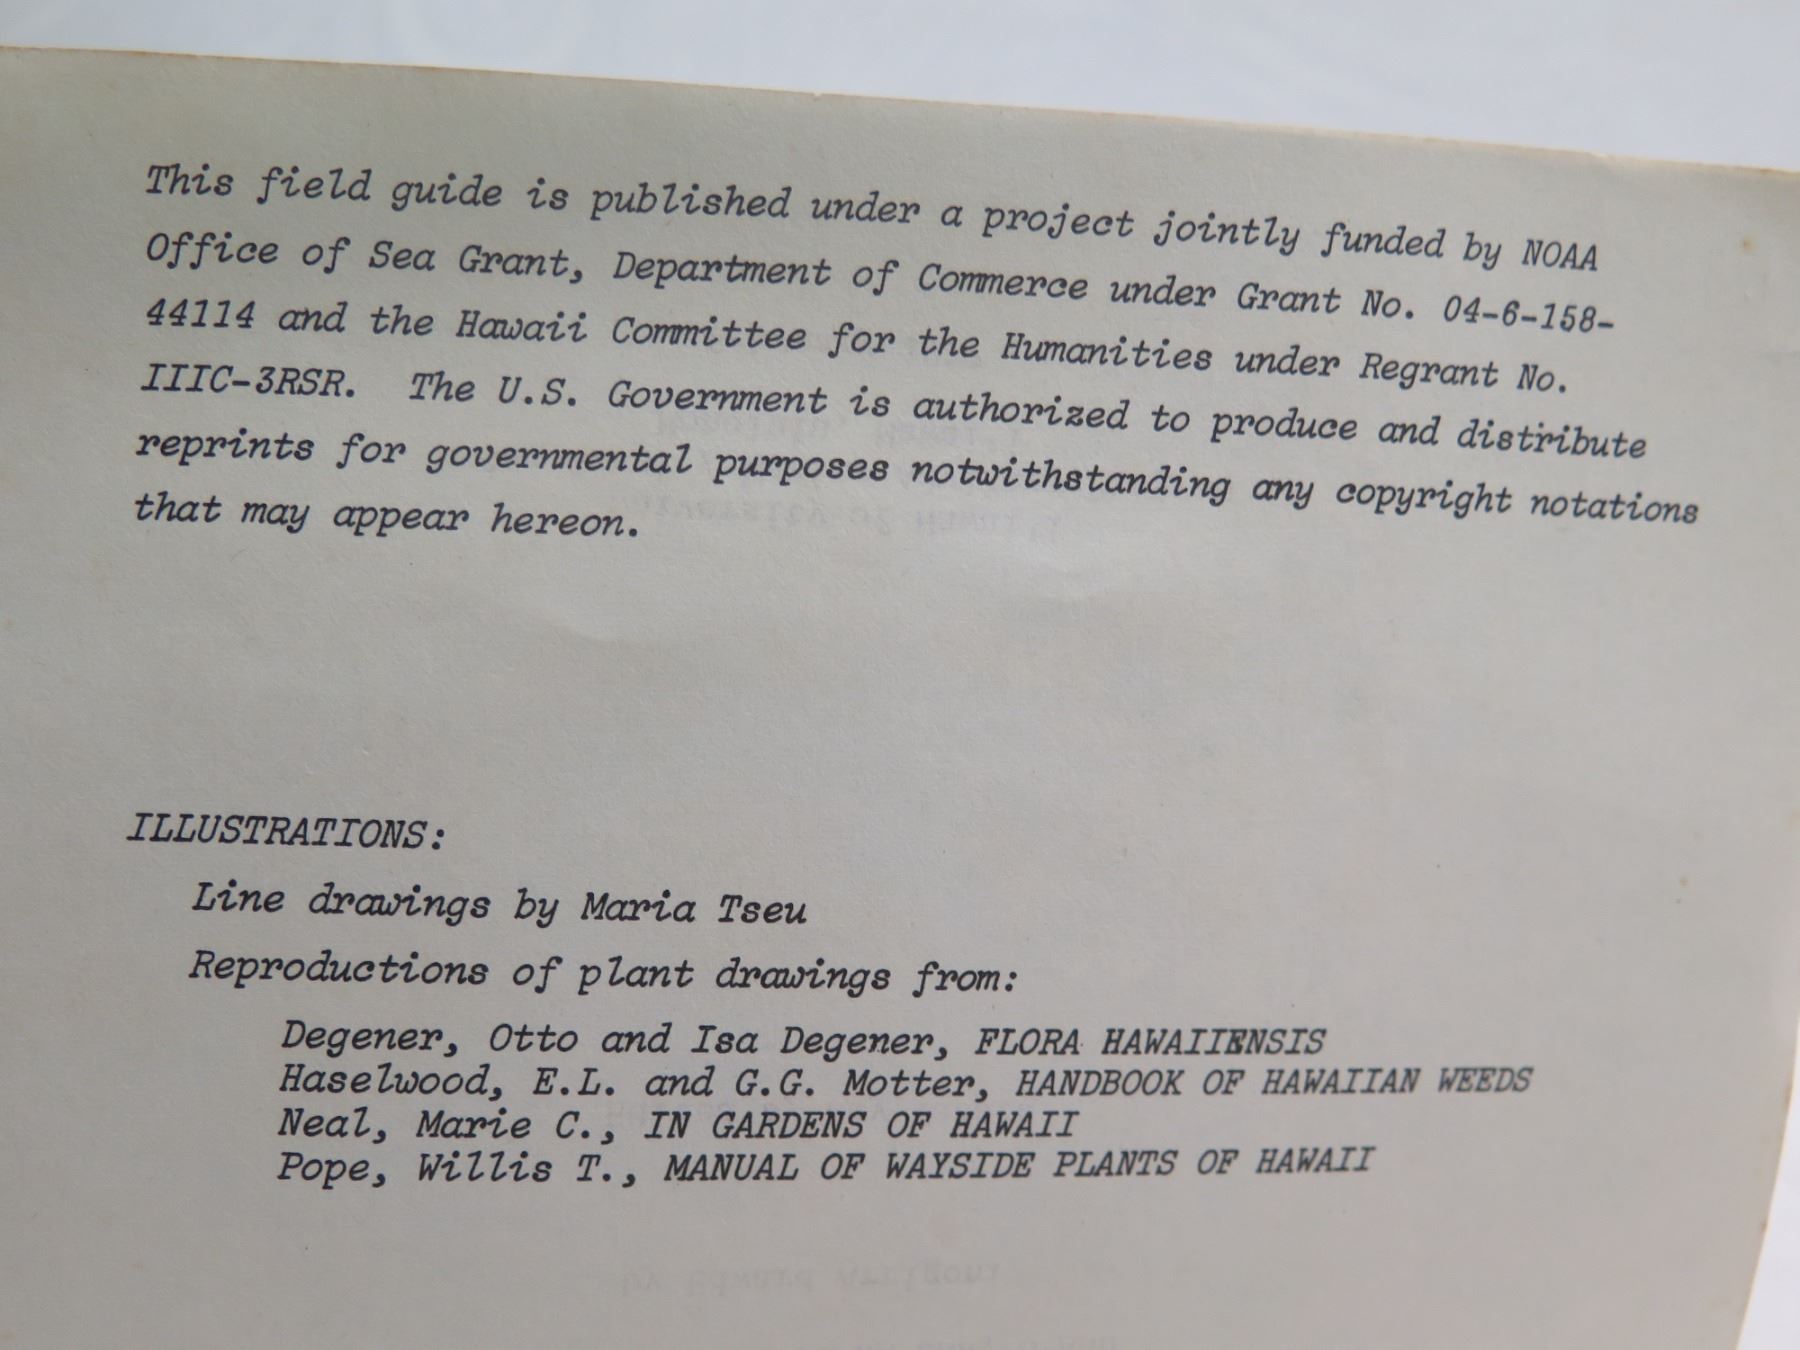 This field guide is published under a project jointly funded by NOAA
Office of Sea Grant, Department of Commerce under Grant No. 04-6-158-
44114 and the Hawaii Committee for the Humanities under Regrant No.
IIIC-3RSR. The U.S. Government is authorized to produce and distribute
reprints for governmental purposes notwithstanding any copyright notations
that may appear hereon.
ILLUSTRATIONS:
Line drawings by Maria Tseu
Reproductions of plant drawings from:
Degener, Otto and Isa Degener, FLORA HAWAIIENSIS
Haselwood, E.L. and G.G. Motter, HANDBOOK OF HAWAIIAN WEEDS
Neal, Marie C., IN GARDENS OF HAWAII
Pope, Willis T., MANUAL OF WAYSIDE PLANTS OF HAWAII